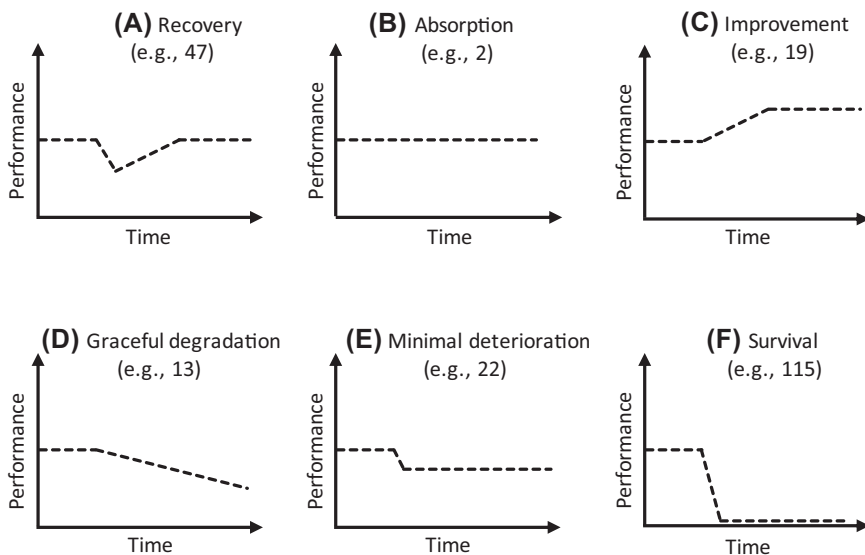 (A) Recovery
(e.g., 47)
Performance
Time
(B) Absorption
(e.g., 2)
Performance
Time
(C) Improvement
(e.g., 19)
Performance
Time
(D) Graceful degradation
(e.g., 13)
Performance
Time
(E) Minimal deterioration
(e.g., 22)
Performance
Time
(F) Survival
(e.g., 115)
Performance
Time